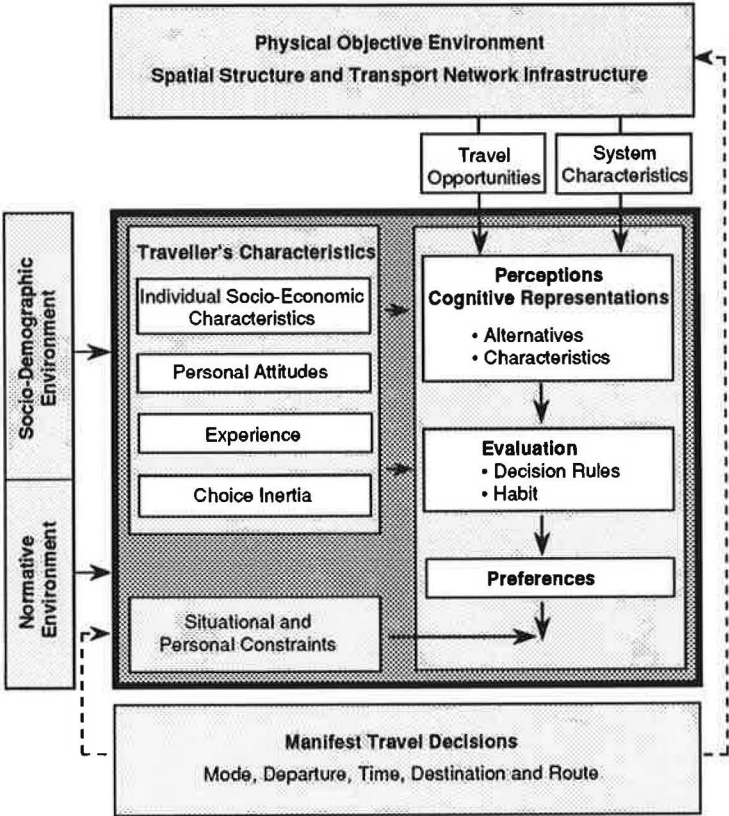 Physical Objective Environment
Spatial Structure and Transport Network Infrastructure
Travel
Opportunities
System
Characteristics
Socio-Demographic
Environment
Normative
Environment
Traveller's Characteristics
Individual Socio-Economic
Characteristics
Personal Attitudes
Experience
Choice Inertia
Situational and
Personal Constraints
Perceptions
Cognitive Representations
• Alternatives
• Characteristics
Evaluation
• Decision Rules
• Habit
Preferences
Manifest Travel Decisions
Mode, Departure, Time, Destination and Route